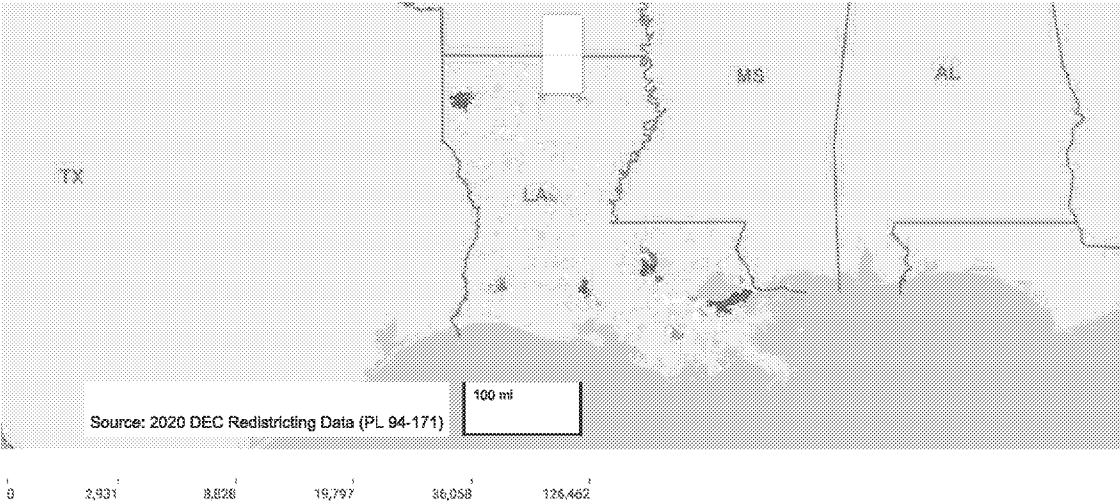 MS
AL
TX
LA
100 mi
Source: 2020 DEC Redistricting Data (PL 94-171)
0 2,931 8,828 19,797 36,058 126,462